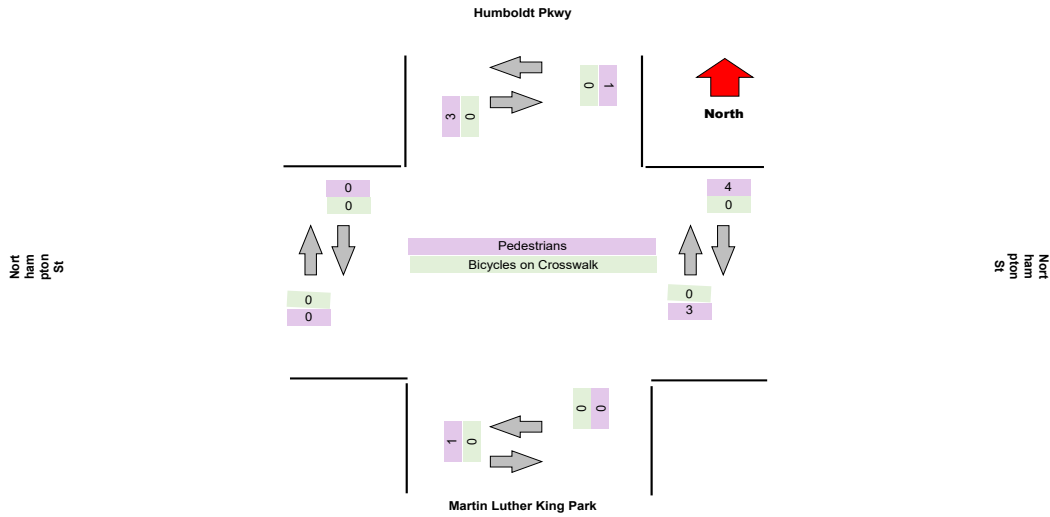 Humboldt Pkwy
0
1
3
0
North
0
0
4
0
Pedestrians
Bicycles on Crosswalk
Nort
ham
pton
St
Nort
ham
pton
St
0
0
0
3
0
0
1
0
Martin Luther King Park